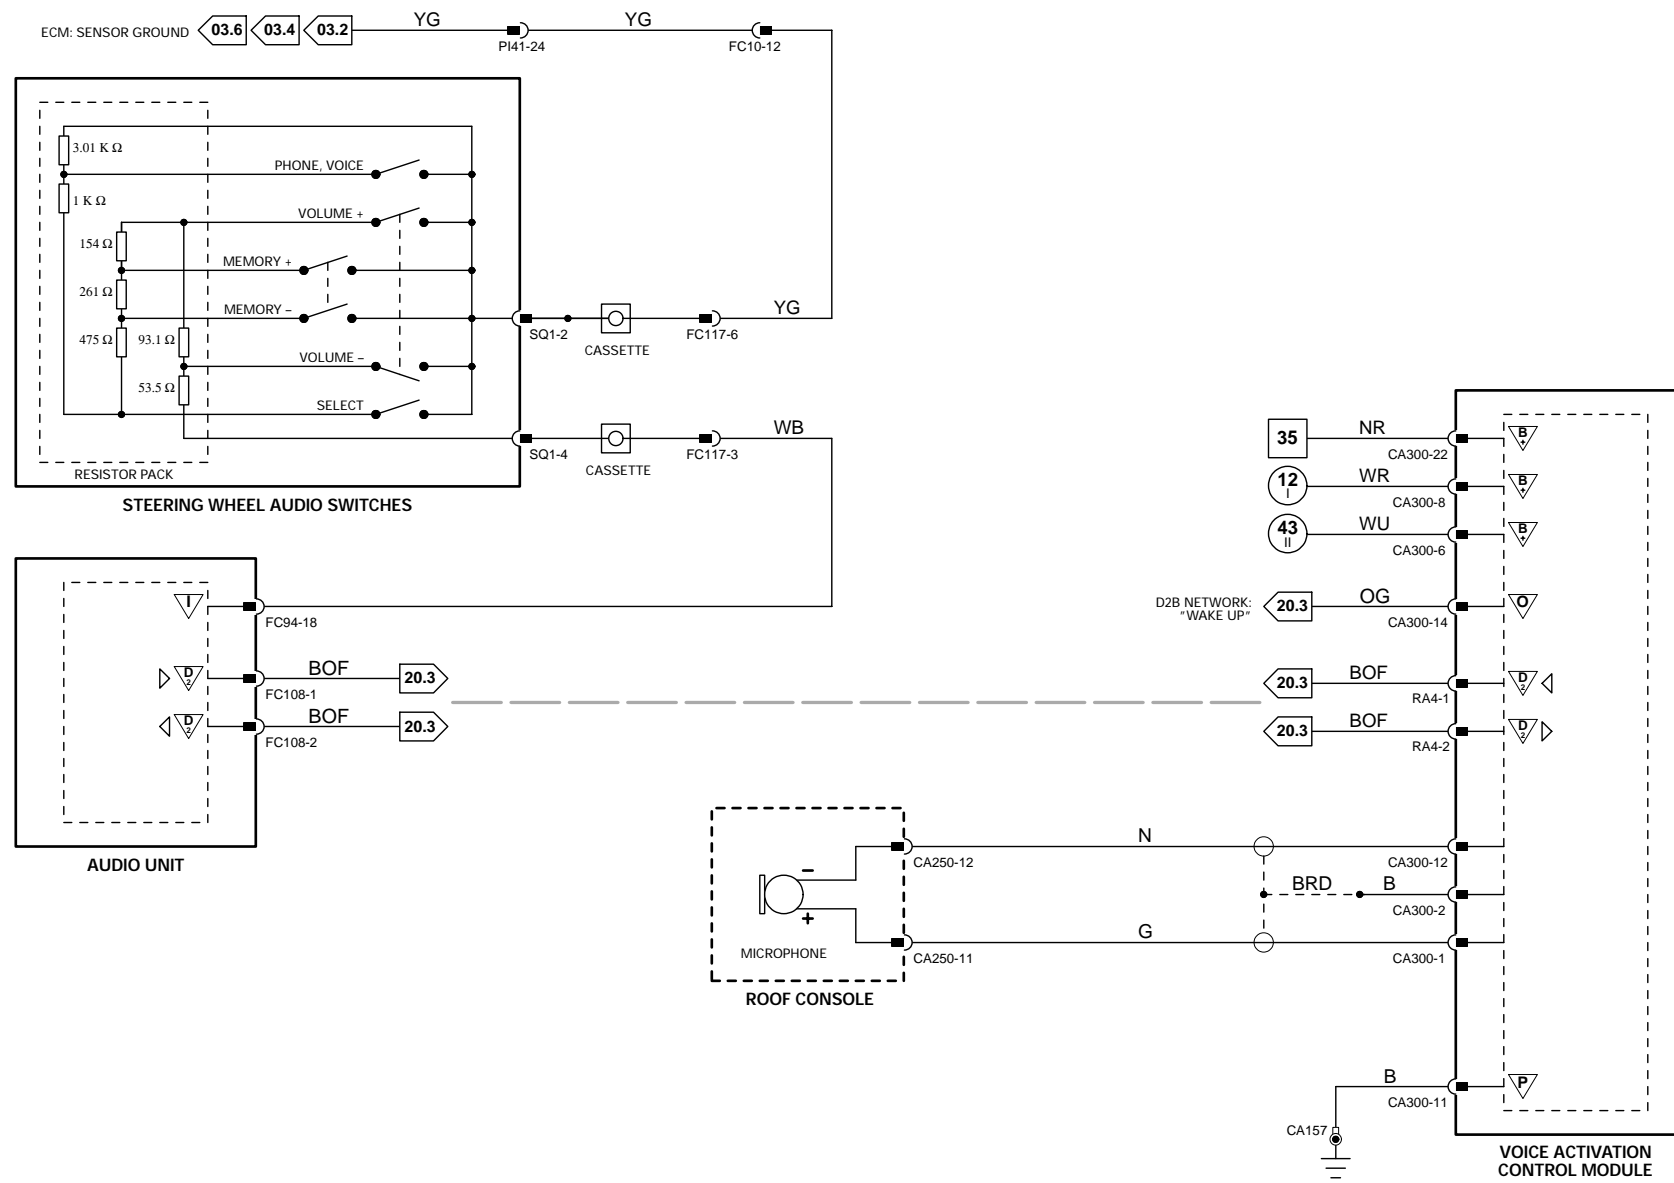 ECM: SENSOR GROUND 03.6 03.4 03.2 YG YG
PI41-24 FC10-12
3.01 K Ω
PHONE, VOICE
1 K Ω
VOLUME +
154 Ω
MEMORY +
261 Ω
MEMORY –
475 Ω 93.1 Ω
VOLUME –
53.5 Ω
SELECT
RESISTOR PACK
STEERING WHEEL AUDIO SWITCHES
YG
SQ1-2 FC117-6
CASSETTE
WB
SQ1-4 FC117-3
CASSETTE
I
FC94-18
D2 BOF 20.3
FC108-1
D2 BOF 20.3
FC108-2
AUDIO UNIT
35 NR B+
CA300-22
12 I WR B+
CA300-8
43 II WU B+
CA300-6
D2B NETWORK:
"WAKE UP"
20.3 OG O
CA300-14
20.3 BOF D2
RA4-1
20.3 BOF D2
RA4-2
–
+
MICROPHONE
ROOF CONSOLE
N
CA250-12 CA300-12
BRD B
CA300-2
G
CA250-11 CA300-1
B P
CA300-11
CA157
VOICE ACTIVATION
CONTROL MODULE